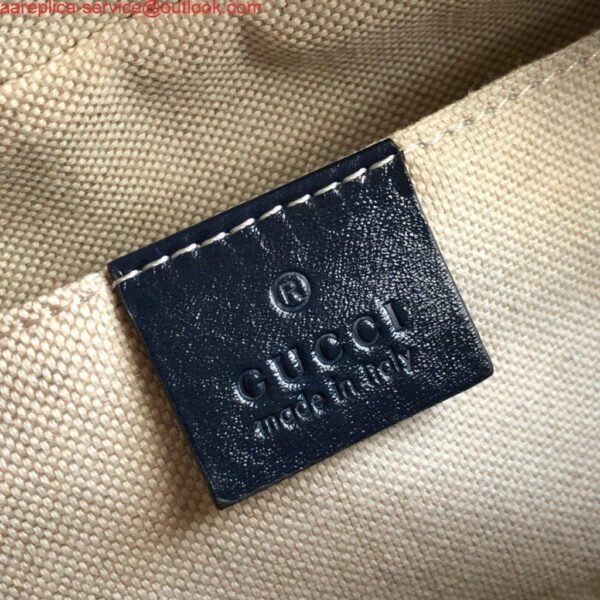 aareplica-service@outlook.com
®
GUCCI
made in italy